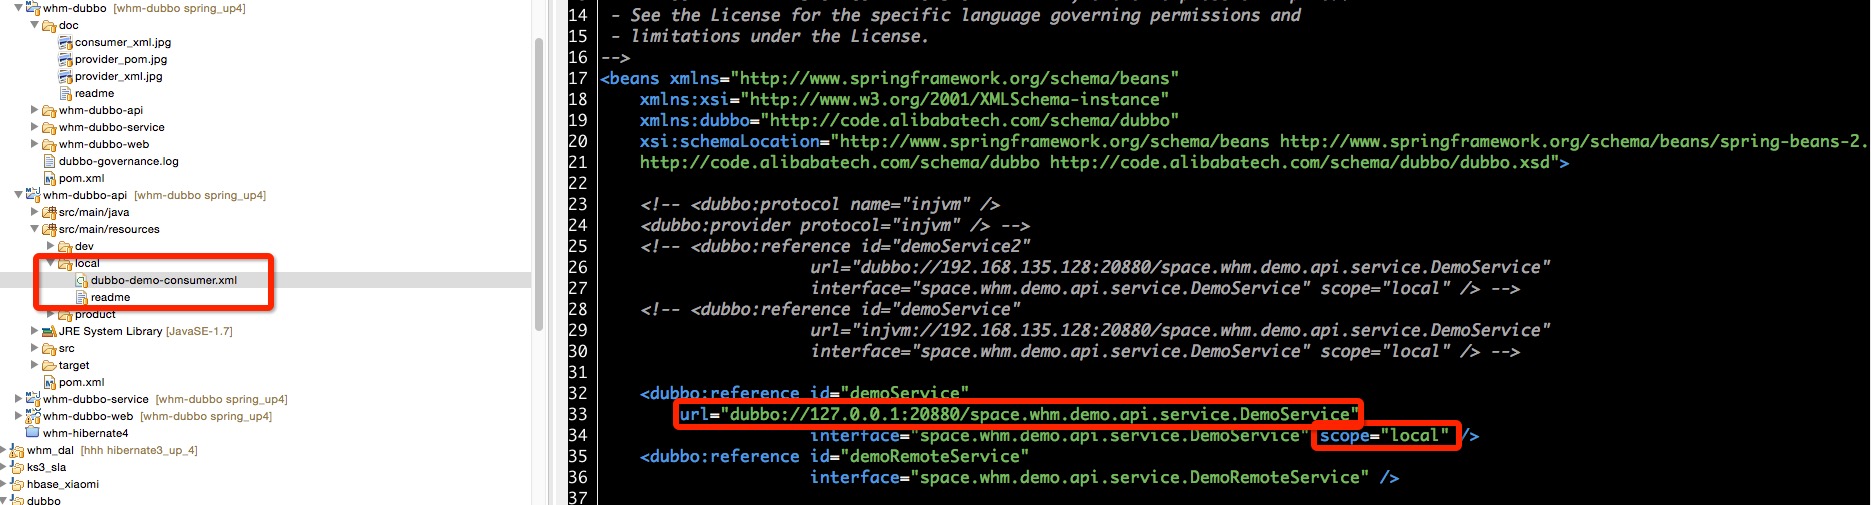 whm-dubbo [whm-dubbo spring_up4]
doc
consumer_xml.jpg
provider_pom.jpg
provider_xml.jpg
readme
whm-dubbo-api
whm-dubbo-service
whm-dubbo-web
dubbo-governance.log
pom.xml
whm-dubbo-api [whm-dubbo spring_up4]
src/main/java
src/main/resources
dev
local
dubbo-demo-consumer.xml
readme
product
JRE System Library [JavaSE-1.7]
src
target
pom.xml
whm-dubbo-service [whm-dubbo spring_up4]
whm-dubbo-web [whm-dubbo spring_up4]
whm-hibernate4
whm_dal [hhh hibernate3_up_4]
ks3_sla
hbase_xiaomi
dubbo
14 - See the License for the specific language governing permissions and
15 - limitations under the License.
16 -->
17 <beans xmlns="http://www.springframework.org/schema/beans"
18 xmlns:xsi="http://www.w3.org/2001/XMLSchema-instance"
19 xmlns:dubbo="http://code.alibabatech.com/schema/dubbo"
20 xsi:schemaLocation="http://www.springframework.org/schema/beans http://www.springframework.org/schema/beans/spring-beans-2.
21 http://code.alibabatech.com/schema/dubbo http://code.alibabatech.com/schema/dubbo/dubbo.xsd">
22
23 <!-- <dubbo:protocol name="injvm" />
24 <dubbo:provider protocol="injvm" /> -->
25 <!-- <dubbo:reference id="demoService2"
26 url="dubbo://192.168.135.128:20880/space.whm.demo.api.service.DemoService"
27 interface="space.whm.demo.api.service.DemoService" scope="local" /> -->
28 <!-- <dubbo:reference id="demoService"
29 url="injvm://192.168.135.128:20880/space.whm.demo.api.service.DemoService"
30 interface="space.whm.demo.api.service.DemoService" scope="local" /> -->
31
32 <dubbo:reference id="demoService"
33 url="dubbo://127.0.0.1:20880/space.whm.demo.api.service.DemoService"
34 interface="space.whm.demo.api.service.DemoService" scope="local" />
35 <dubbo:reference id="demoRemoteService"
36 interface="space.whm.demo.api.service.DemoRemoteService" />
37